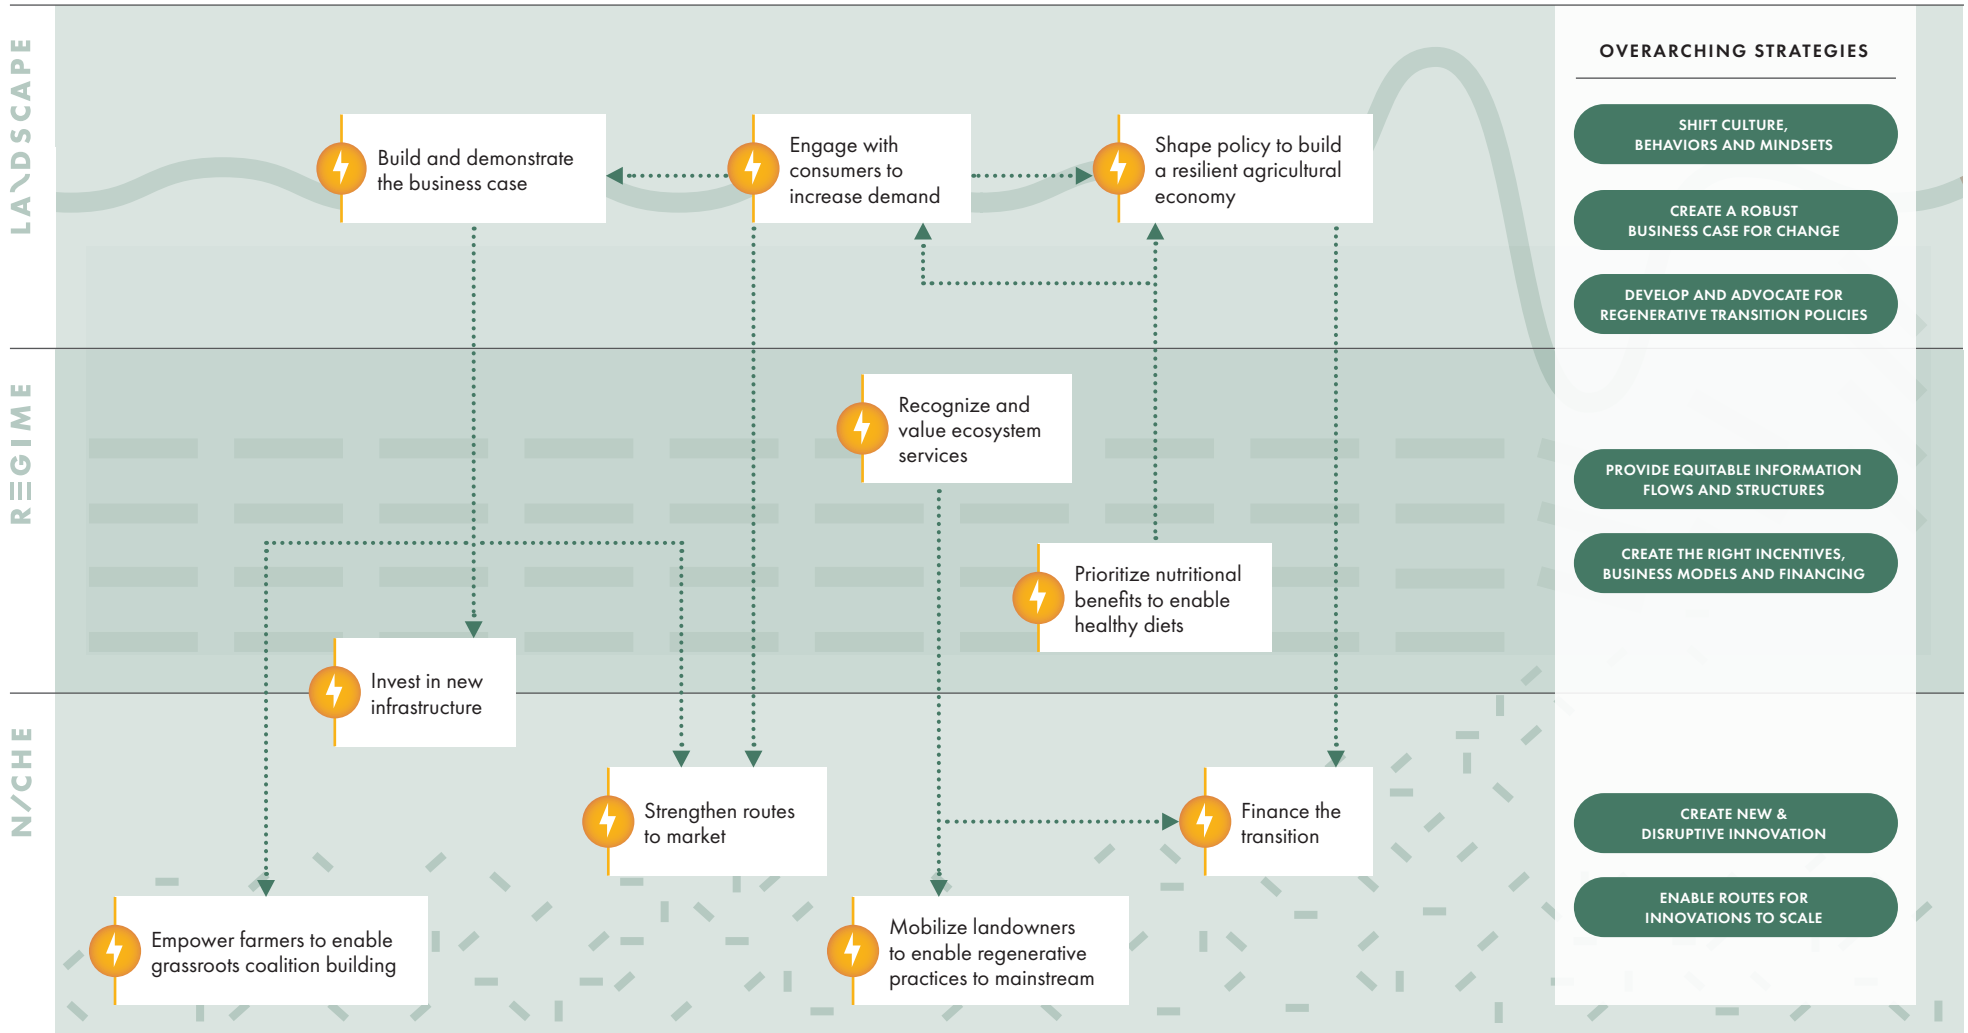 LANDSCAPE
Build and demonstrate
the business case
Engage with
consumers to
increase demand
Shape policy to build
a resilient agricultural
economy
REGIME
Recognize and
value ecosystem
services
Prioritize nutritional
benefits to enable
healthy diets
Invest in new
infrastructure
NICHE
Strengthen routes
to market
Finance the
transition
Empower farmers to enable
grassroots coalition building
Mobilize landowners
to enable regenerative
practices to mainstream
OVERARCHING STRATEGIES
SHIFT CULTURE,
BEHAVIORS AND MINDSETS
CREATE A ROBUST
BUSINESS CASE FOR CHANGE
DEVELOP AND ADVOCATE FOR
REGENERATIVE TRANSITION POLICIES
PROVIDE EQUITABLE INFORMATION
FLOWS AND STRUCTURES
CREATE THE RIGHT INCENTIVES,
BUSINESS MODELS AND FINANCING
CREATE NEW &
DISRUPTIVE INNOVATION
ENABLE ROUTES FOR
INNOVATIONS TO SCALE